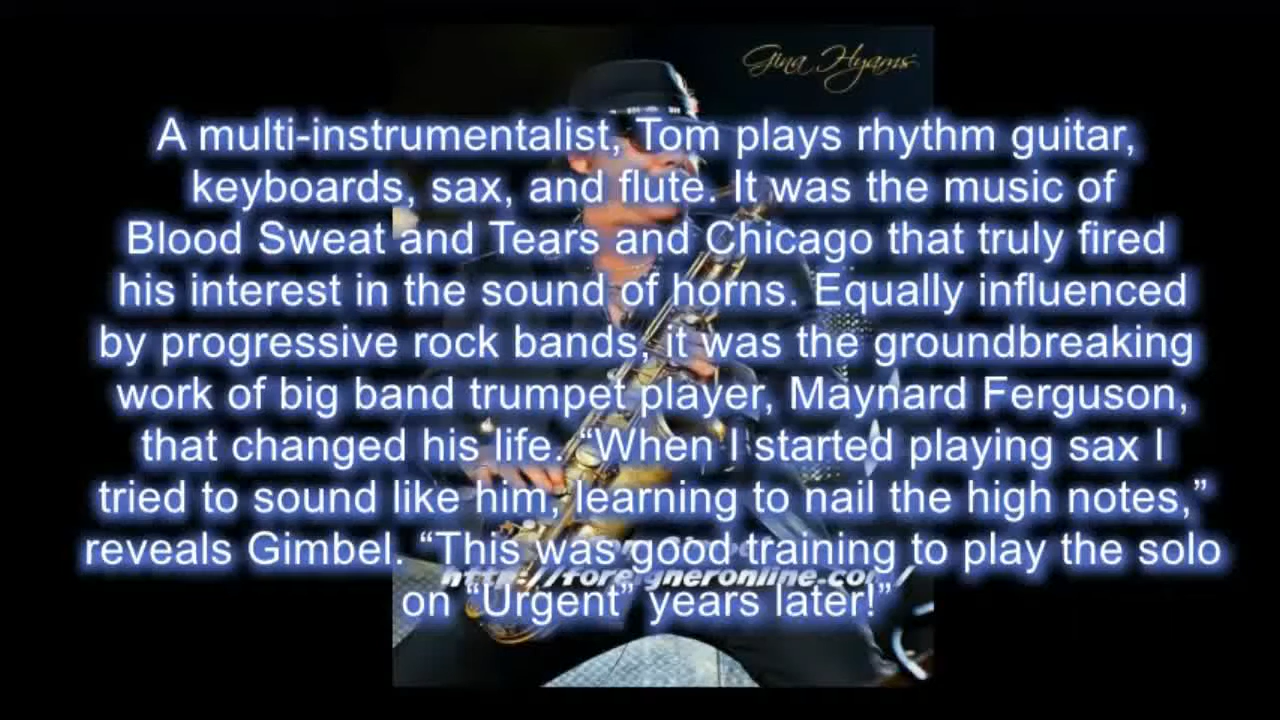 Gina Hyams
A multi-instrumentalist, Tom plays rhythm guitar,
keyboards, sax, and flute. It was the music of
Blood Sweat and Tears and Chicago that truly fired
his interest in the sound of horns. Equally influenced
by progressive rock bands, it was the groundbreaking
work of big band trumpet player, Maynard Ferguson,
that changed his life. “When I started playing sax I
tried to sound like him, learning to nail the high notes,”
reveals Gimbel. “This was good training to play the solo
http://foreigneronline.com/
on “Urgent” years later!”